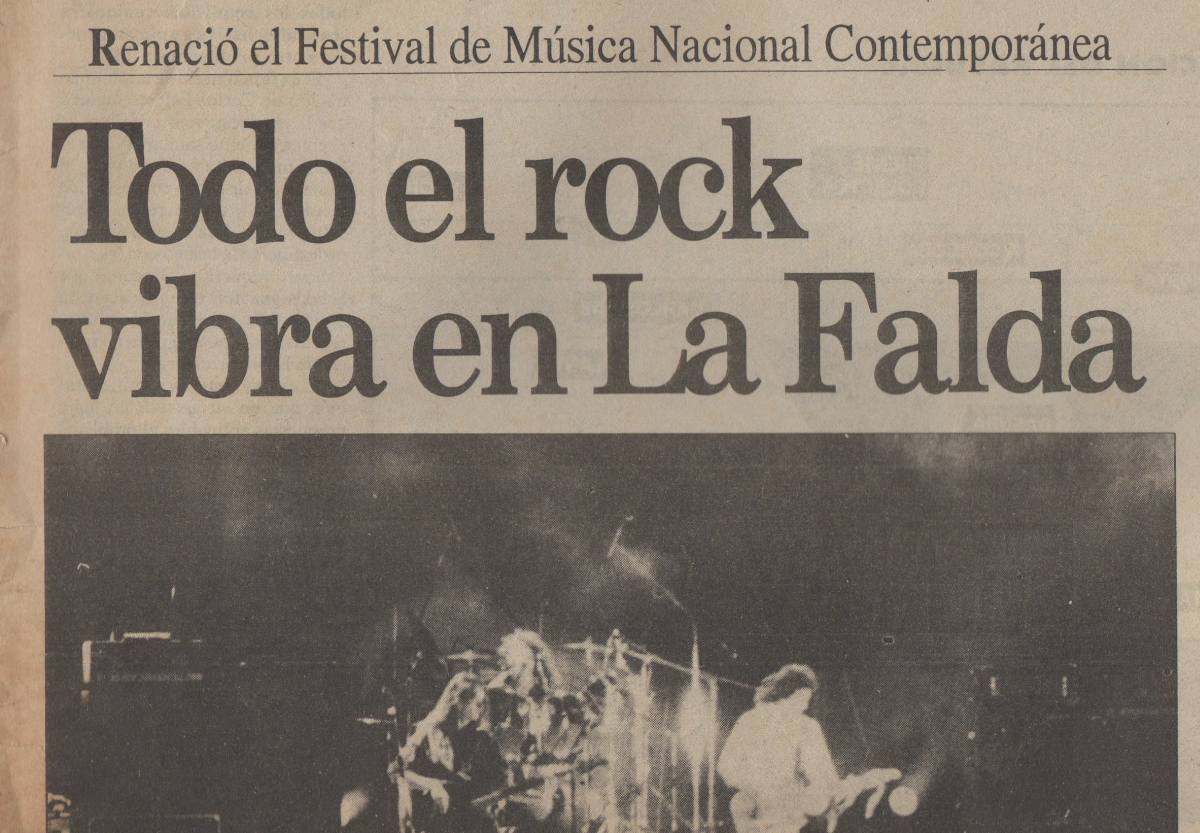 Renació el Festival de Música Nacional Contemporánea
Todo el rock
vibra en La Falda